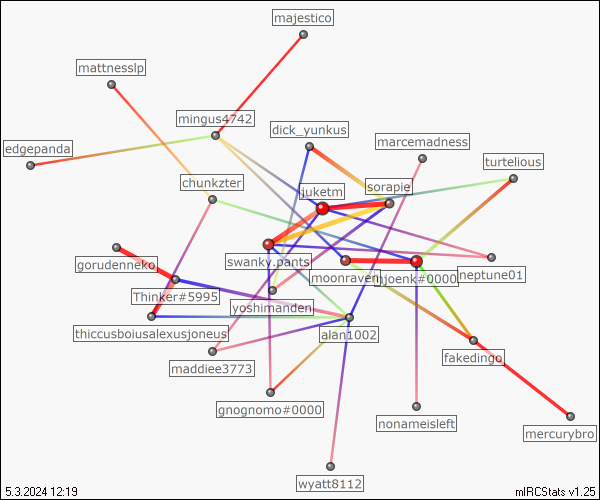 majestico
mattnesslp
mingus4742
dick_yunkus
edgepanda
marcemadness
turtelious
chunkzter
juketm
sorapie
swanky.pants
gorudenneko
moonraven
mjoenk#0000
neptune01
Thinker#5995
yoshimanden
thiccusboiusalexusjoneus
alan1002
maddiee3773
fakedingo
gnognomo#0000
nonameisleft
mercurybro
wyatt8112
5.3.2024 12:19
mIRCStats v1.25